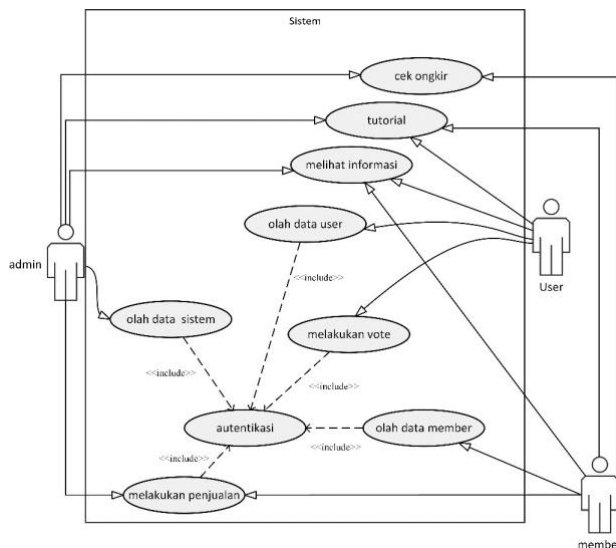 Sistem
cek ongkir
tutorial
melihat informasi
olah data user
admin
<<include>>
User
olah data sistem
melakukan vote
<<include>>
<<include>>
autentikasi
olah data member
<<include>>
<<include>>
melakukan penjualan
member